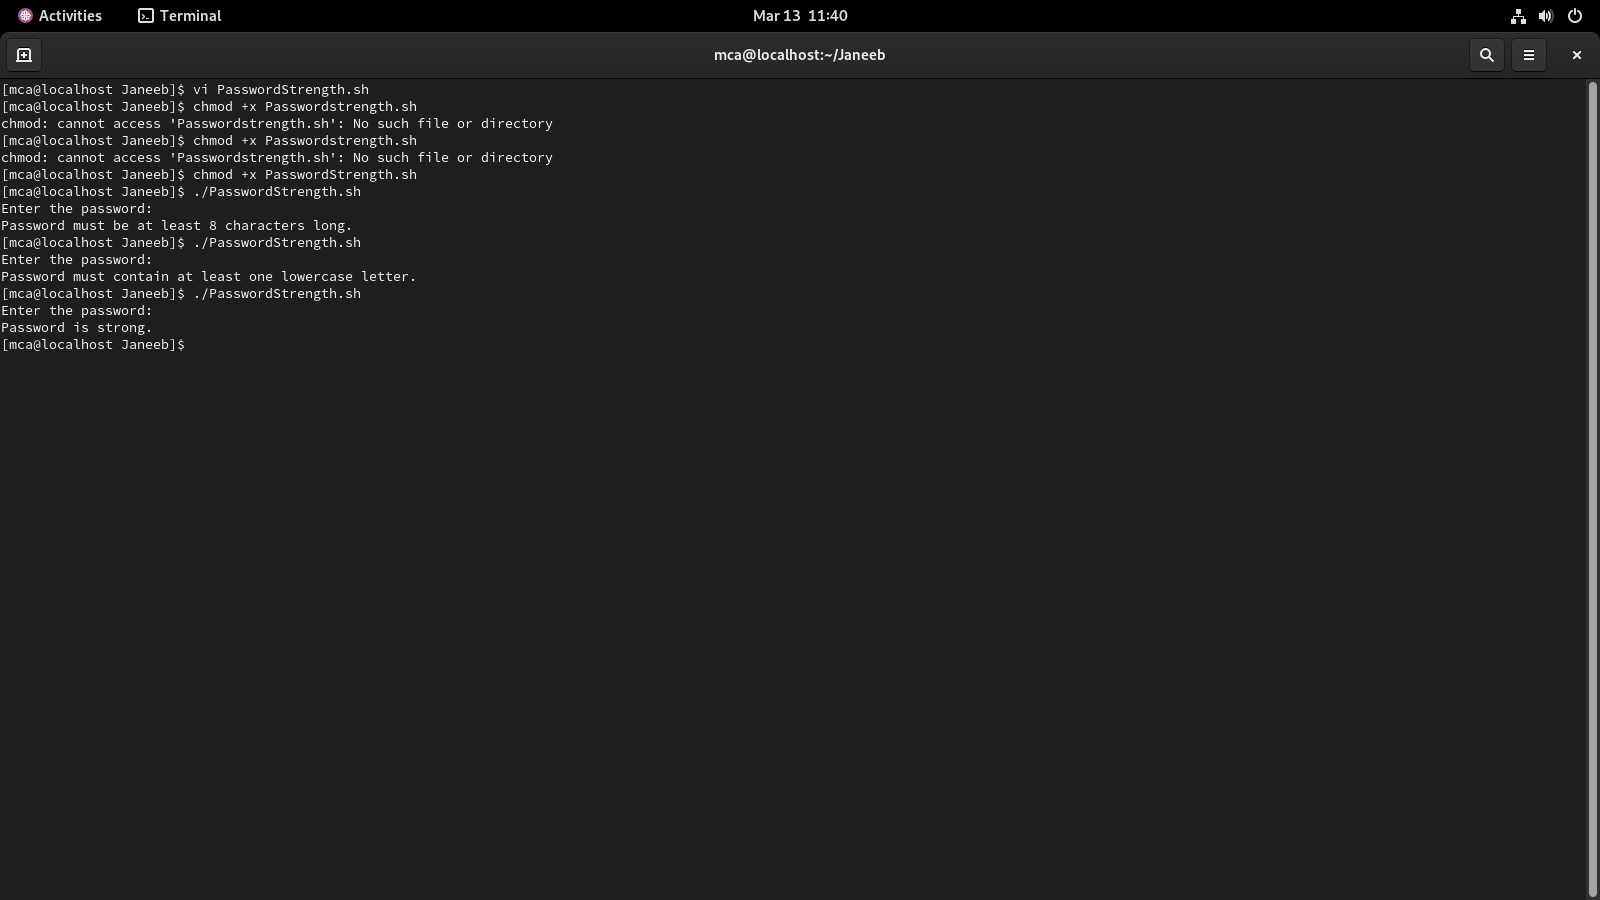 Activities Terminal Mar 13 11:40
mca@localhost:~/Janeeb
[mca@localhost Janeeb]$ vi PasswordStrength.sh
[mca@localhost Janeeb]$ chmod +x Passwordstrength.sh
chmod: cannot access 'Passwordstrength.sh': No such file or directory
[mca@localhost Janeeb]$ chmod +x Passwordstrength.sh
chmod: cannot access 'Passwordstrength.sh': No such file or directory
[mca@localhost Janeeb]$ chmod +x PasswordStrength.sh
[mca@localhost Janeeb]$ ./PasswordStrength.sh
Enter the password:
Password must be at least 8 characters long.
[mca@localhost Janeeb]$ ./PasswordStrength.sh
Enter the password:
Password must contain at least one lowercase letter.
[mca@localhost Janeeb]$ ./PasswordStrength.sh
Enter the password:
Password is strong.
[mca@localhost Janeeb]$